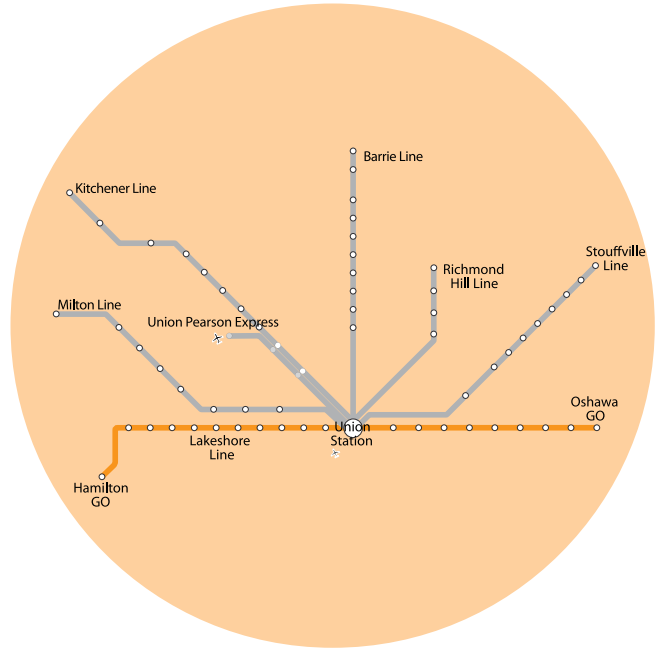 Barrie Line
Kitchener Line
Stouffville
Line
Richmond
Hill Line
Milton Line
Union Pearson Express
Oshawa
GO
Union
Station
Lakeshore
Line
Hamilton
GO